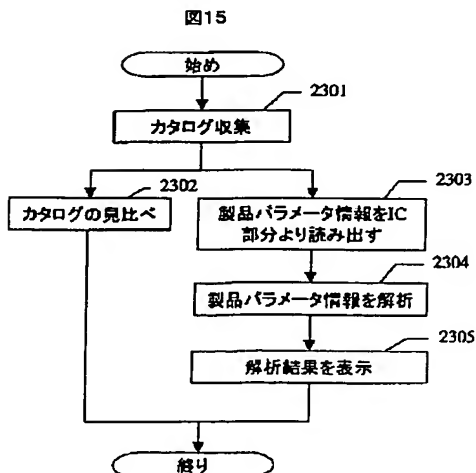 図15
始め
2301
カタログ収集
2302
カタログの見比べ
2303
製品パラメータ情報をIC
部分より読み出す
2304
製品パラメータ情報を解析
2305
解析結果を表示
終り